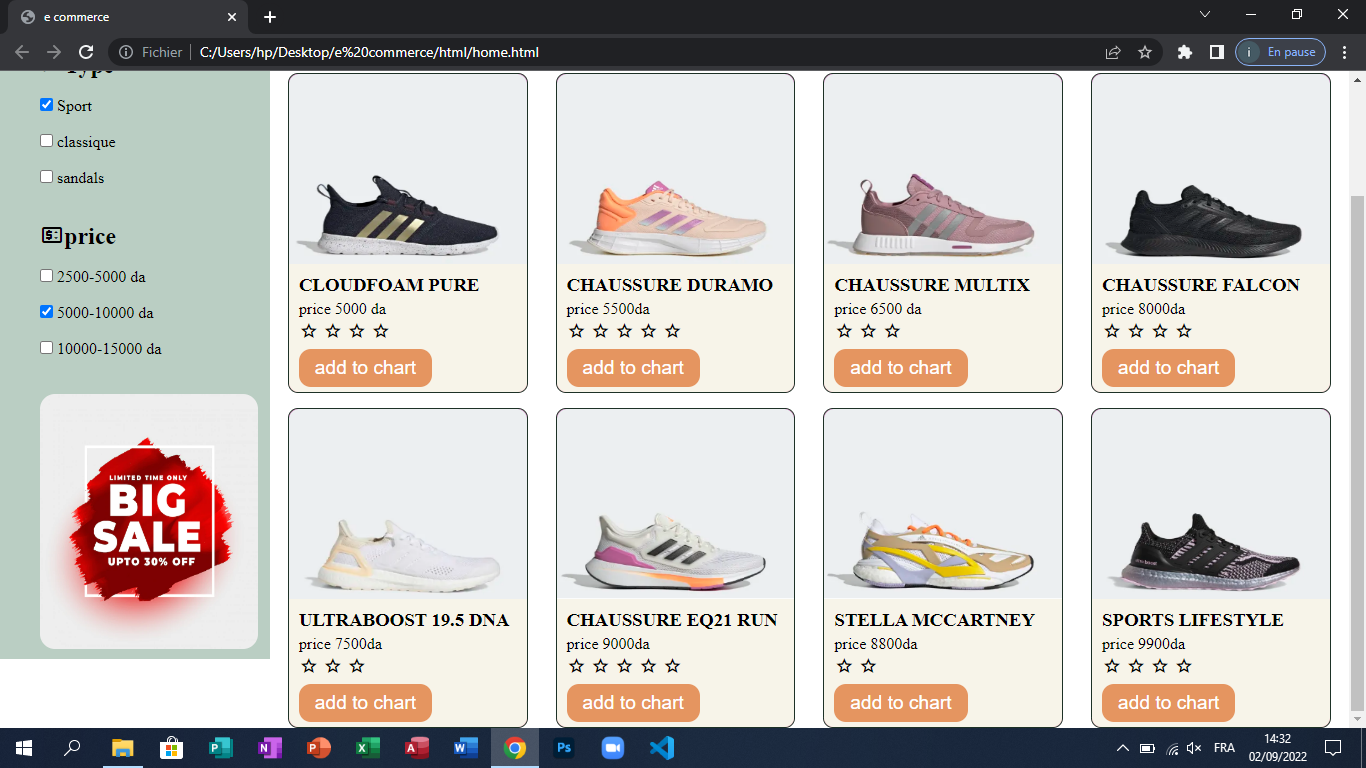 e commerce
Fichier
C:/Users/hp/Desktop/e%20commerce/html/home.html
i En pause
Type
Sport
classique
sandals
price
2500-5000 da
5000-10000 da
10000-15000 da
LIMITED TIME ONLY
BIG
SALE
UPTO 30% OFF
CLOUDFOAM PURE
price 5000 da
add to chart
CHAUSSURE DURAMO
price 5500da
add to chart
CHAUSSURE MULTIX
price 6500 da
add to chart
CHAUSSURE FALCON
price 8000da
add to chart
ULTRABOOST 19.5 DNA
price 7500da
add to chart
CHAUSSURE EQ21 RUN
price 9000da
add to chart
STELLA MCCARTNEY
price 8800da
add to chart
SPORTS LIFESTYLE
price 9900da
add to chart
Ps
FRA
14:32
02/09/2022